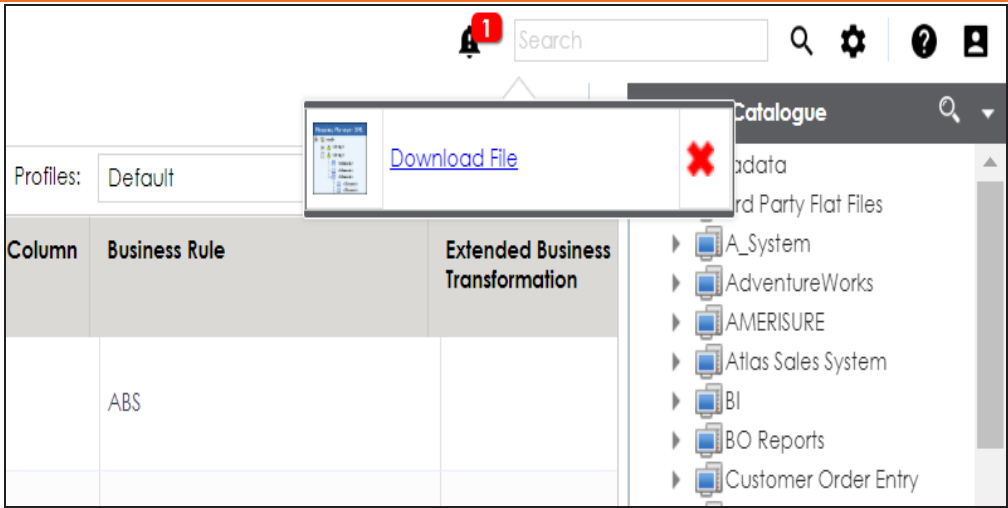 1
Search
Catalogue
Download File
Profiles:
Default
adata
rd Party Flat Files
Column
Business Rule
Extended Business
Transformation
A_System
AdventureWorks
AMERISURE
Atlas Sales System
ABS
BI
BO Reports
Customer Order Entry